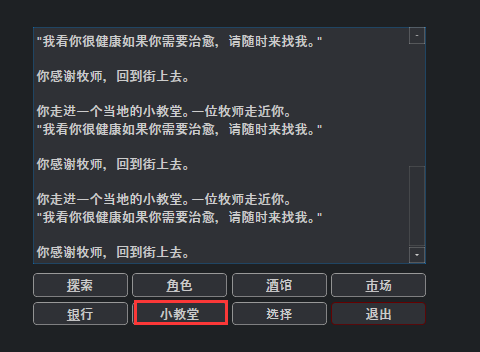 "我看你很健康如果你需要治愈，请随时来找我。"
你感谢牧师，回到街上去。
你走进一个当地的小教堂。一位牧师走近你。
"我看你很健康如果你需要治愈，请随时来找我。"
你感谢牧师，回到街上去。
你走进一个当地的小教堂。一位牧师走近你。
"我看你很健康如果你需要治愈，请随时来找我。"
你感谢牧师，回到街上去。
探索 角色 酒馆 市场
银行 小教堂 选择 退出